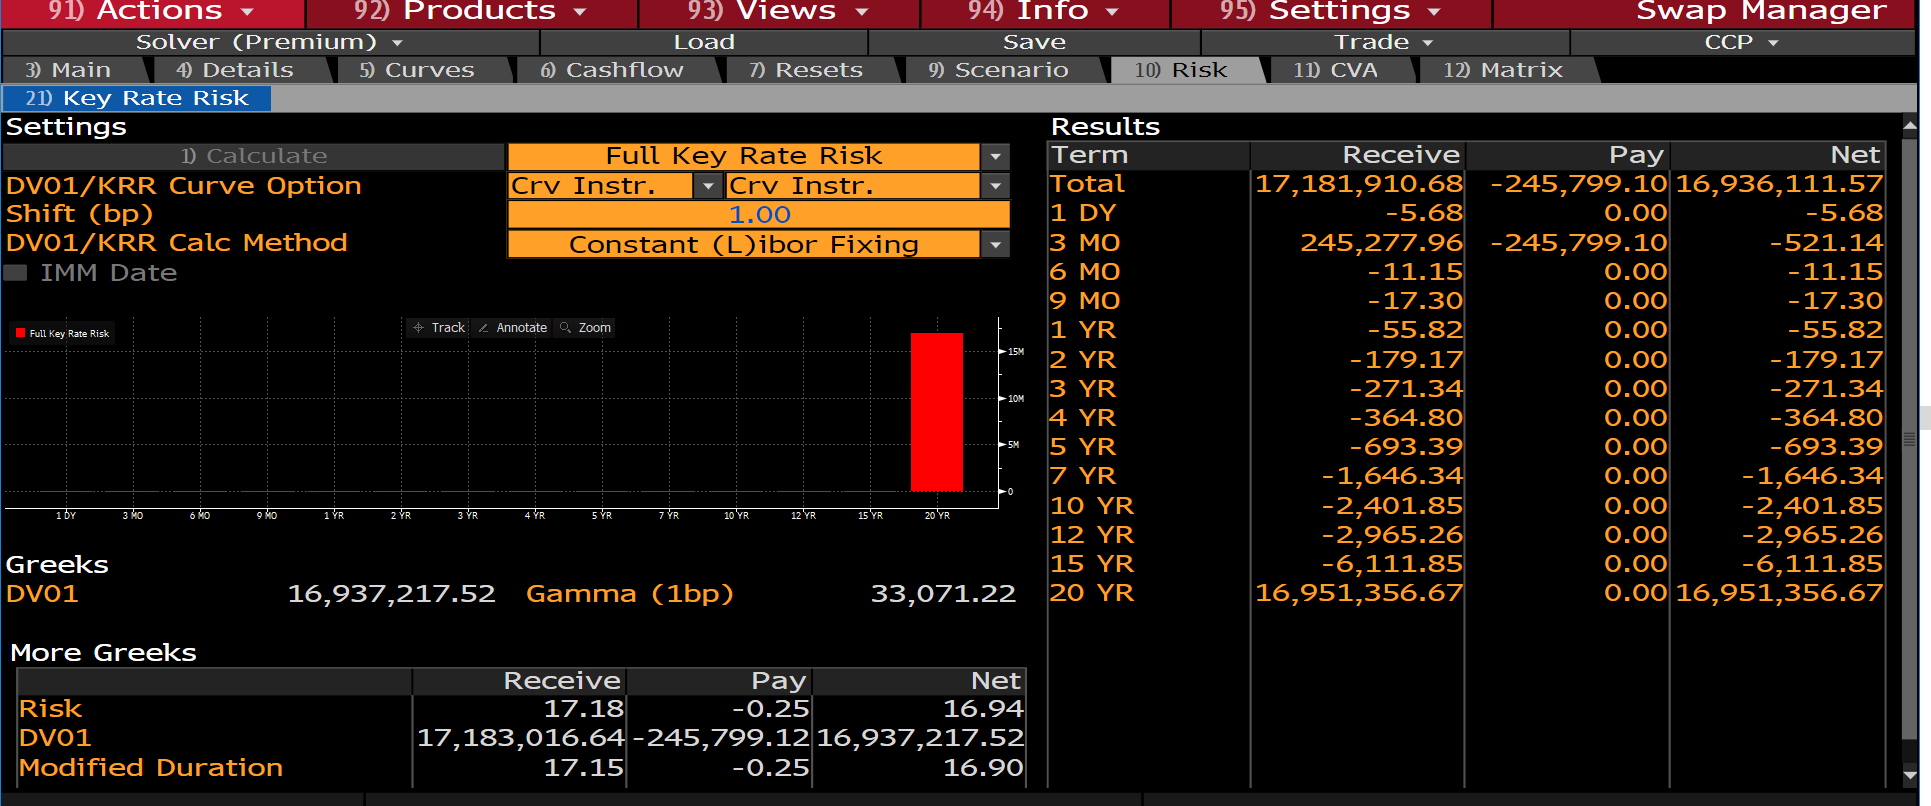 91) Actions 92) Products 93) Views 94) Info 95) Settings Swap Manager
Solver (Premium) Load Save Trade CCP
3) Main 4) Details 5) Curves 6) Cashflow 7) Resets 9) Scenario 10) Risk 11) CVA 12) Matrix
21) Key Rate Risk
Settings
1) Calculate Full Key Rate Risk
DV01/KRR Curve Option Crv Instr. Crv Instr.
Shift (bp) 1.00
DV01/KRR Calc Method Constant (L)ibor Fixing
IMM Date
Full Key Rate Risk
Track Annotate Zoom
15M
10M
5M
0
1 DY 3 MO 6 MO 9 MO 1 YR 2 YR 3 YR 4 YR 5 YR 7 YR 10 YR 12 YR 15 YR 20 YR
Greeks
DV01 16,937,217.52 Gamma (1bp) 33,071.22
More Greeks
Receive Pay Net
Risk 17.18 -0.25 16.94
DV01 17,183,016.64 -245,799.12 16,937,217.52
Modified Duration 17.15 -0.25 16.90
Results
Term Receive Pay Net
Total 17,181,910.68 -245,799.10 16,936,111.57
1 DY -5.68 0.00 -5.68
3 MO 245,277.96 -245,799.10 -521.14
6 MO -11.15 0.00 -11.15
9 MO -17.30 0.00 -17.30
1 YR -55.82 0.00 -55.82
2 YR -179.17 0.00 -179.17
3 YR -271.34 0.00 -271.34
4 YR -364.80 0.00 -364.80
5 YR -693.39 0.00 -693.39
7 YR -1,646.34 0.00 -1,646.34
10 YR -2,401.85 0.00 -2,401.85
12 YR -2,965.26 0.00 -2,965.26
15 YR -6,111.85 0.00 -6,111.85
20 YR 16,951,356.67 0.00 16,951,356.67